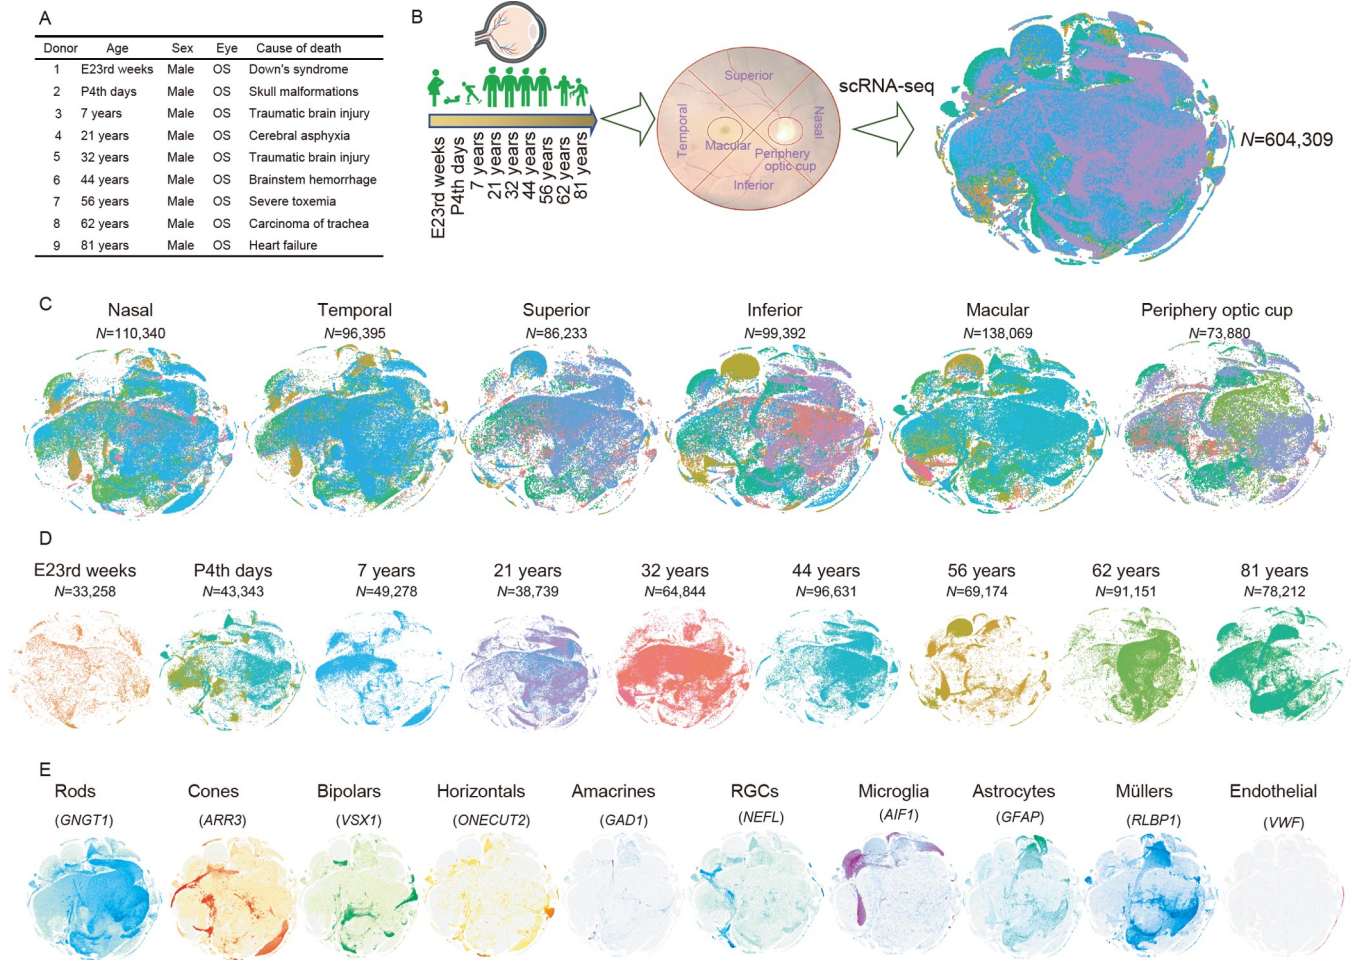 A
Donor Age Sex Eye Cause of death
1 E23rd weeks Male OS Down's syndrome
2 P4th days Male OS Skull malformations
3 7 years Male OS Traumatic brain injury
4 21 years Male OS Cerebral asphyxia
5 32 years Male OS Traumatic brain injury
6 44 years Male OS Brainstem hemorrhage
7 56 years Male OS Severe toxemia
8 62 years Male OS Carcinoma of trachea
9 81 years Male OS Heart failure
B
E23rd weeks
P4th days
7 years
21 years
32 years
44 years
56 years
62 years
81 years
Superior
Temporal
Nasal
Macular
Periphery
optic cup
Inferior
scRNA-seq
N=604,309
C
Nasal Temporal Superior Inferior Macular Periphery optic cup
N=110,340 N=96,395 N=86,233 N=99,392 N=138,069 N=73,880
D
E23rd weeks P4th days 7 years 21 years 32 years 44 years 56 years 62 years 81 years
N=33,258 N=43,343 N=49,278 N=38,739 N=64,844 N=96,631 N=69,174 N=91,151 N=78,212
E
Rods Cones Bipolars Horizontals Amacrines RGCs Microglia Astrocytes Müllers Endothelial
(GNGT1) (ARR3) (VSX1) (ONECUT2) (GAD1) (NEFL) (AIF1) (GFAP) (RLBP1) (VWF)